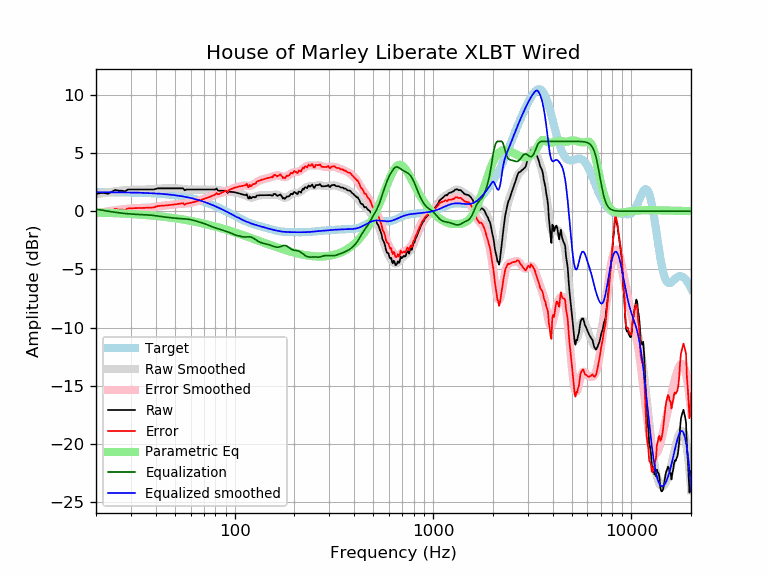 House of Marley Liberate XLBT Wired
Amplitude (dBr)
10
5
0
−5
−10
−15
−20
−25
Target
Raw Smoothed
Error Smoothed
Raw
Error
Parametric Eq
Equalization
Equalized smoothed
100
1000
10000
Frequency (Hz)